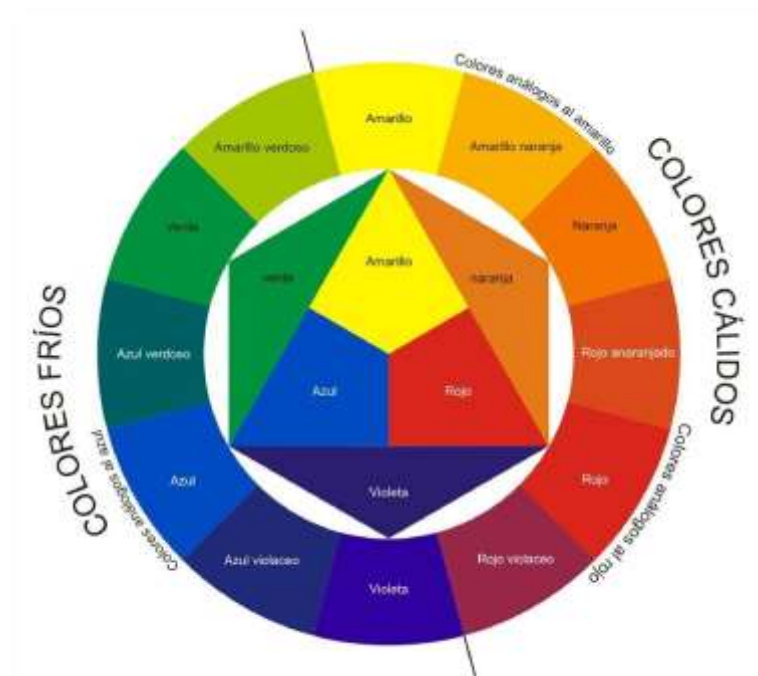 Colores análogos al amarillo
COLORES CÁLIDOS
Colores análogos al rojo
COLORES FRÍOS
Colores análogos al azul
Amarillo
Amarillo naranja
Naranja
Rojo anaranjado
Rojo
Rojo violaceo
Violeta
Azul violaceo
Azul
Azul verdoso
Verde
Amarillo verdoso
Amarillo
verde
naranja
Azul
Rojo
Violeta